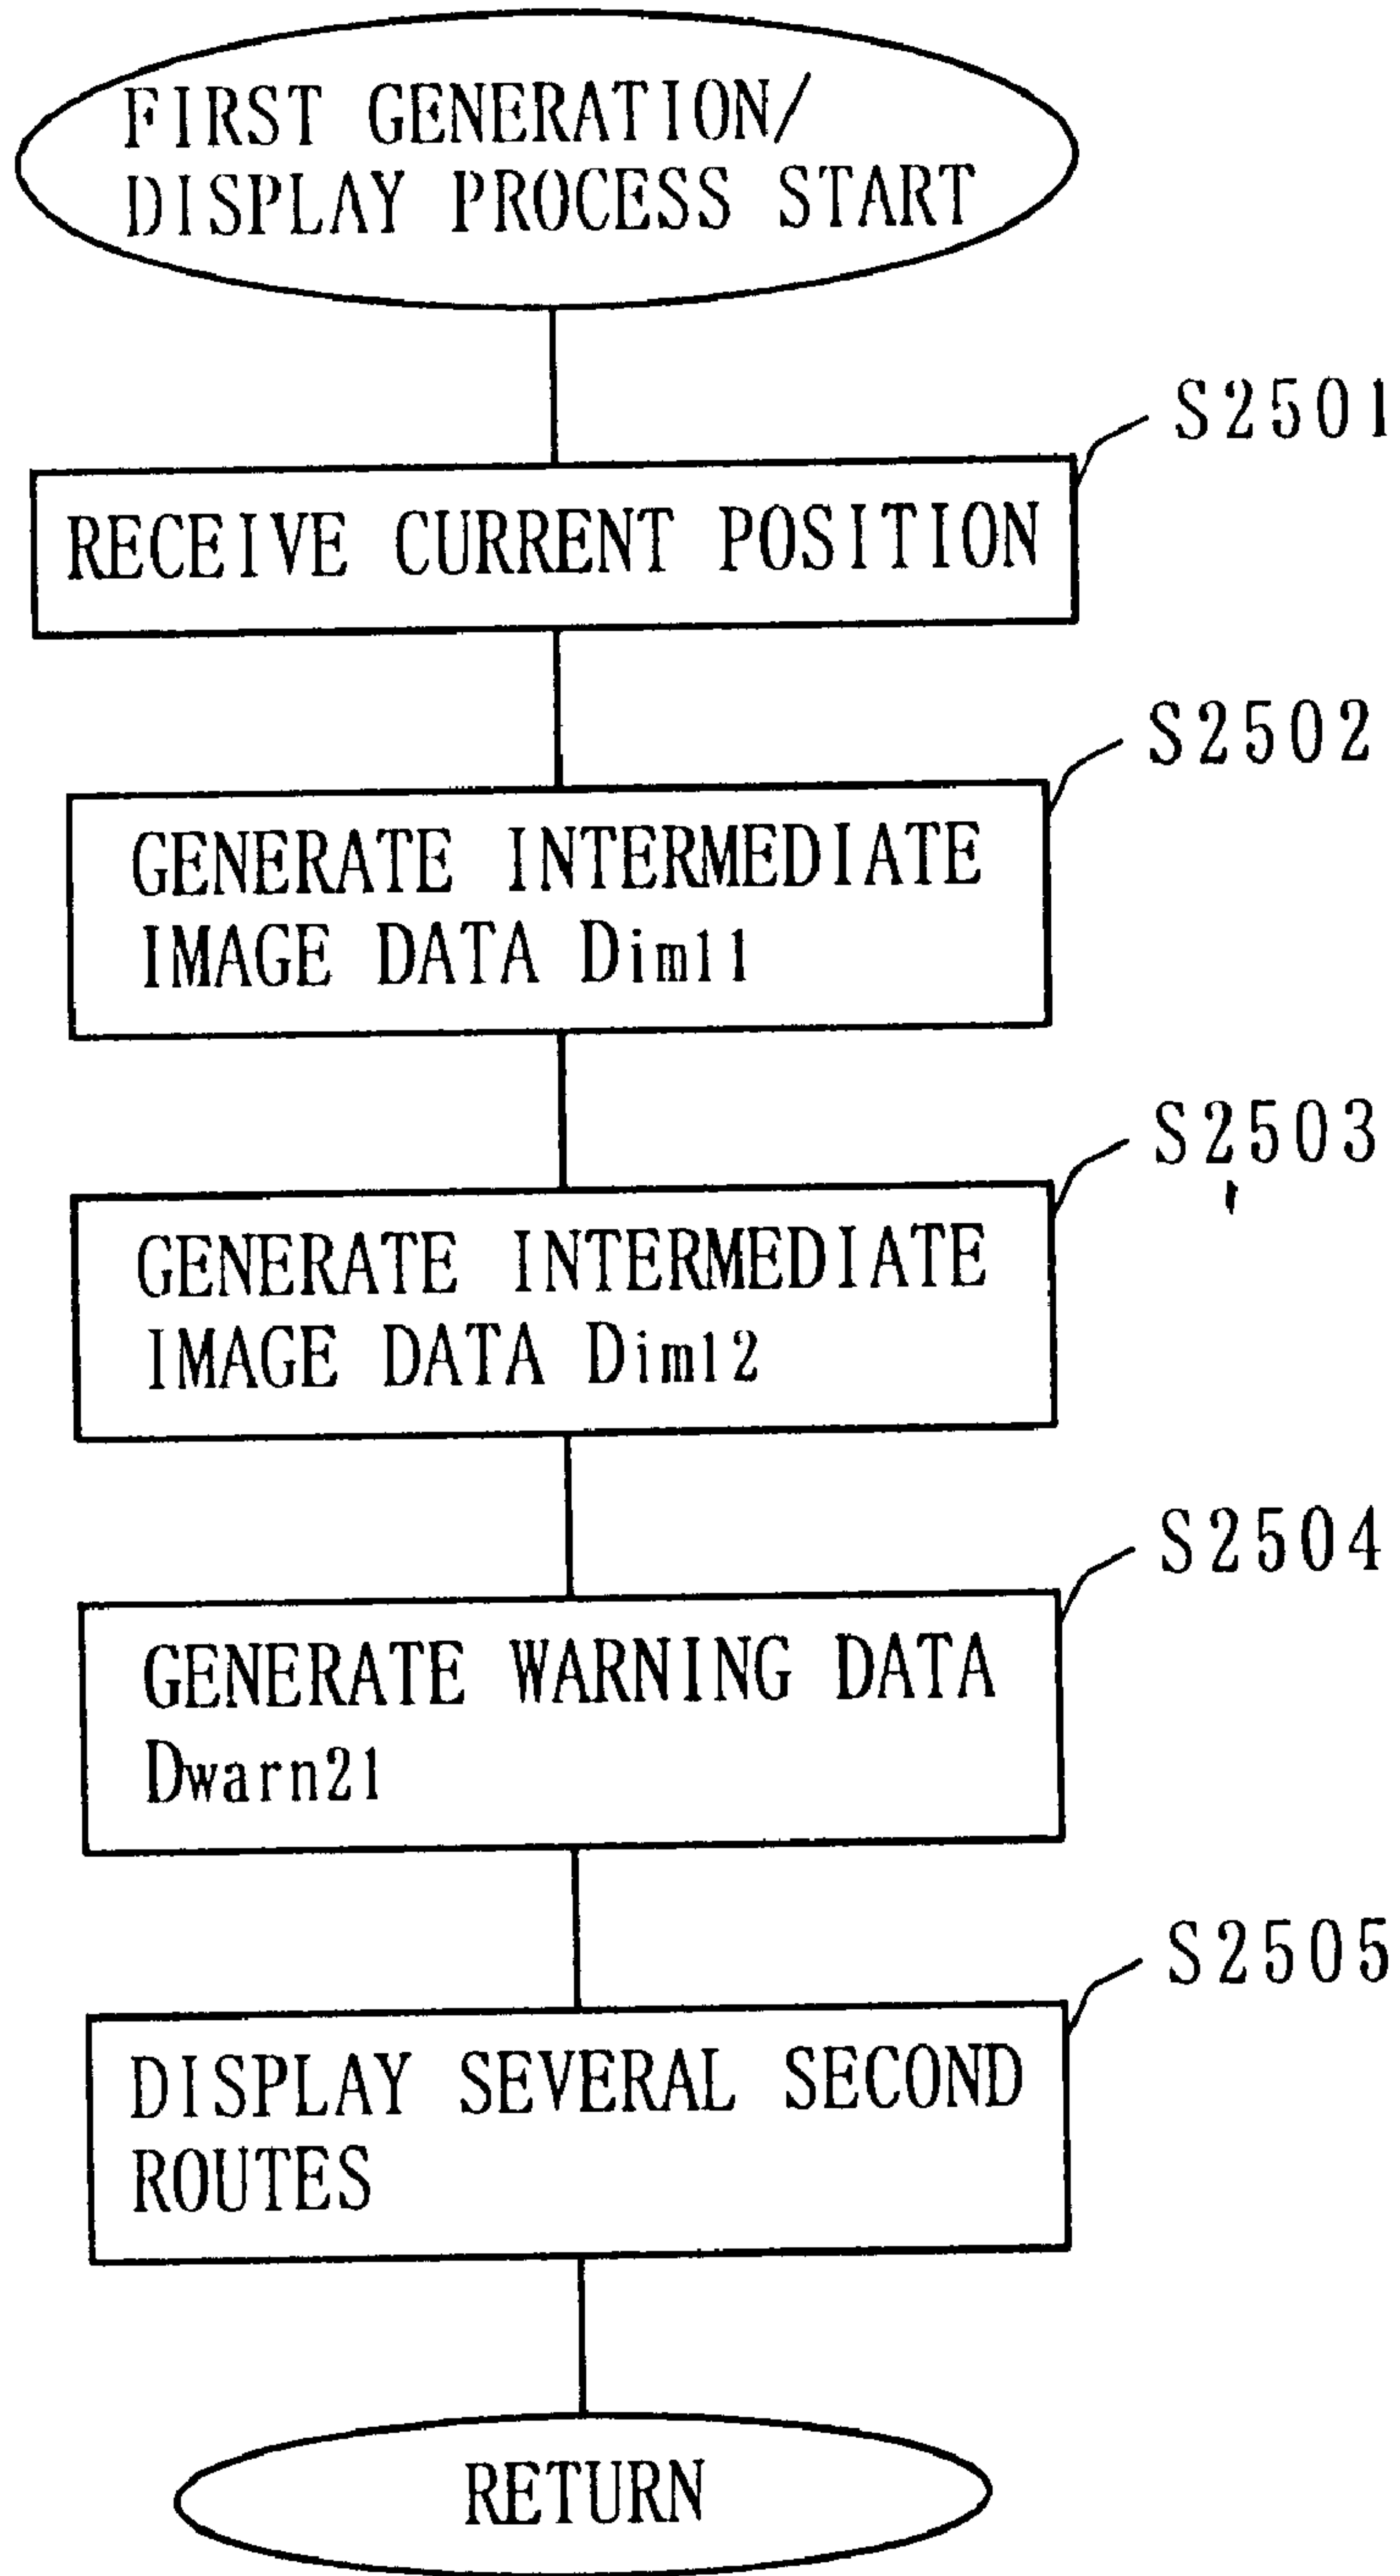 FIRST GENERATION/
DISPLAY PROCESS START
S2501
RECEIVE CURRENT POSITION
S2502
GENERATE INTERMEDIATE
IMAGE DATA Dim11
S2503
GENERATE INTERMEDIATE
IMAGE DATA Dim12
S2504
GENERATE WARNING DATA
Dwarn21
S2505
DISPLAY SEVERAL SECOND
ROUTES
RETURN